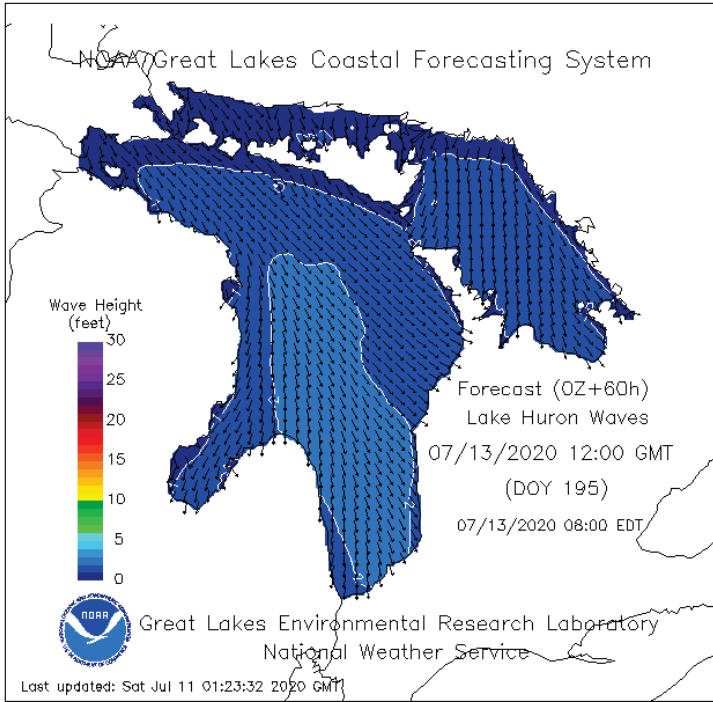 NOAA Great Lakes Coastal Forecasting System
Wave Height
(feet)
30
25
20
15
10
5
0
Forecast (0Z+60h)
Lake Huron Waves
07/13/2020 12:00 GMT
(DOY 195)
07/13/2020 08:00 EDT
NOAA
Great Lakes Environmental Research Laboratory
National Weather Service
Last updated: Sat Jul 11 01:23:32 2020 GMT